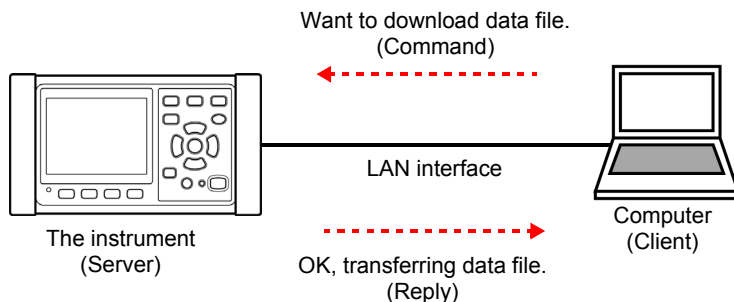 Want to download data file.
(Command)
LAN interface
The instrument
(Server)
Computer
(Client)
OK, transferring data file.
(Reply)